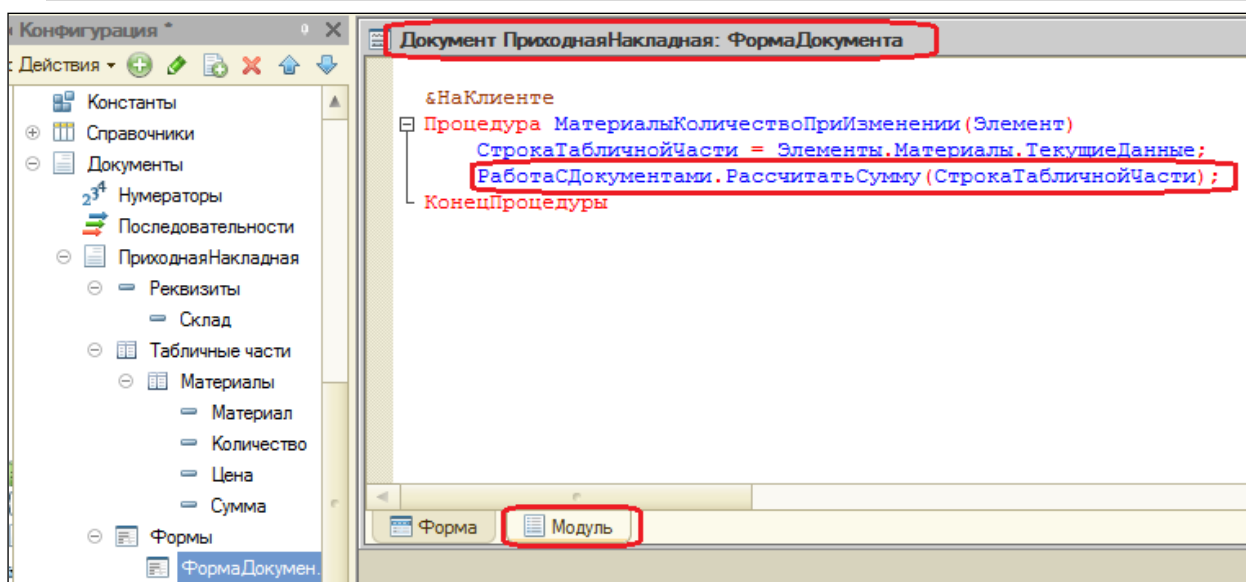 Конфигурация *
Действия
Константы
Справочники
Документы
Нумераторы
Последовательности
ПриходнаяНакладная
Реквизиты
Склад
Табличные части
Материалы
Материал
Количество
Цена
Сумма
Формы
ФормаДокумен.
Документ ПриходнаяНакладная: ФормаДокумента
&НаКлиенте
Процедура МатериалыКоличествоПриИзменении(Элемент)
СтрокаТабличнойЧасти = Элементы.Материалы.ТекущиеДанные;
РаботаСДокументами.РассчитатьСумму(СтрокаТабличнойЧасти);
КонецПроцедуры
Форма
Модуль